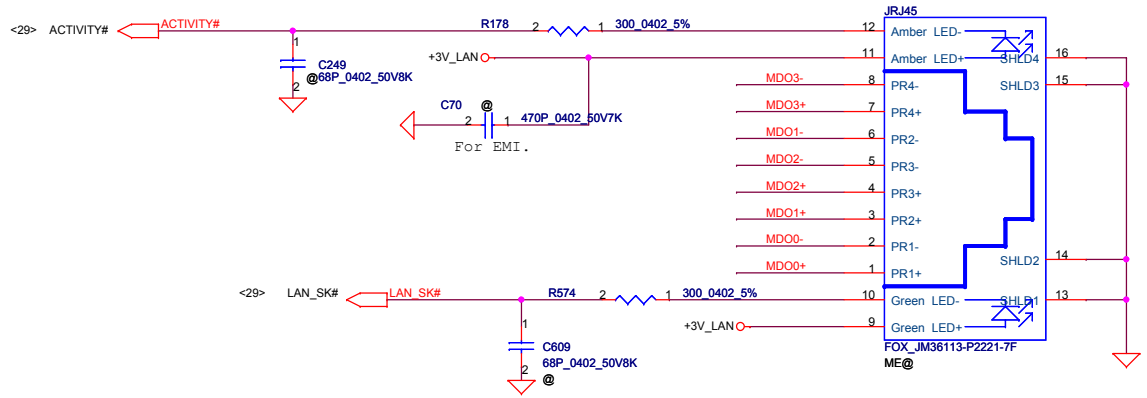 JRJ45
<29> ACTIVITY# ACTIVITY# R178 2 1 300_0402_5% 12 Amber LED-
1 C249 @68P_0402_50V8K 2
+3V_LAN 11 Amber LED+ SHLD4 16
MDO3- 8 PR4- SHLD3 15
C70 @ 2 1 470P_0402_50V7K
For EMI.
MDO3+ 7 PR4+
MDO1- 6 PR2-
MDO2- 5 PR3-
MDO2+ 4 PR3+
MDO1+ 3 PR2+
MDO0- 2 PR1-
SHLD2 14
MDO0+ 1 PR1+
<29> LAN_SK# LAN_SK# R574 2 1 300_0402_5% 10 Green LED- SHLD1 13
+3V_LAN 9 Green LED+
1 C609 68P_0402_50V8K 2 @
FOX_JM36113-P2221-7F
ME@